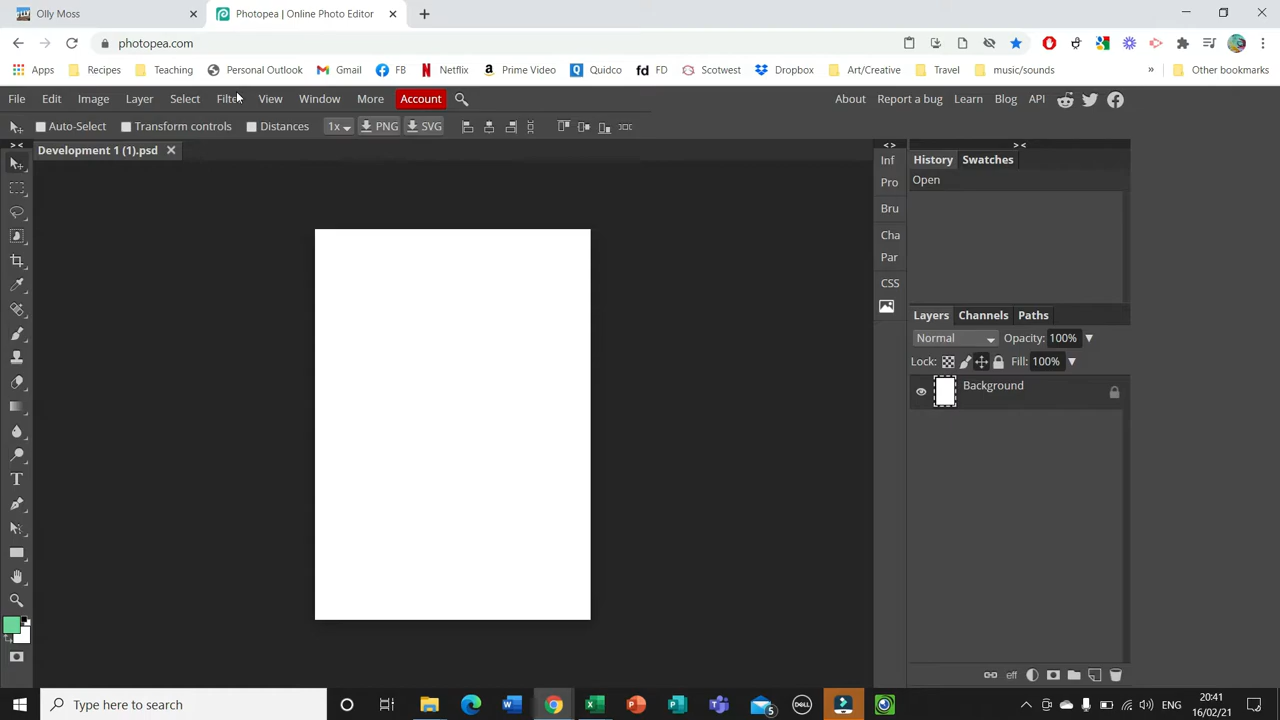 Olly Moss
Photopea | Online Photo Editor
photopea.com
Apps Recipes Teaching Personal Outlook Gmail FB Netflix Prime Video Quidco FD Scotwest Dropbox Art/Creative Travel music/sounds » Other bookmarks
File Edit Image Layer Select Filter View Window More Account About Report a bug Learn Blog API
Auto-Select Transform controls Distances 1x PNG SVG
Development 1 (1).psd
Inf
Pro
Bru
Cha
Par
CSS
History Swatches
Open
Layers Channels Paths
Normal Opacity: 100%
Lock: Fill: 100%
Background
eff
Type here to search
5
DELL
ENG
20:41
16/02/21